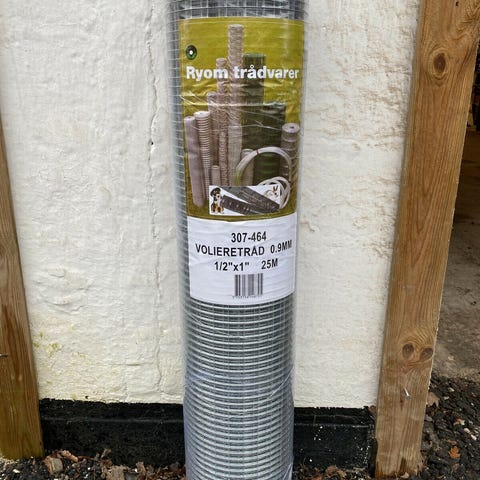 Ryom trådvarer
307-464
VOLIERETRÅD 0.9MM
1/2"x1" 25M